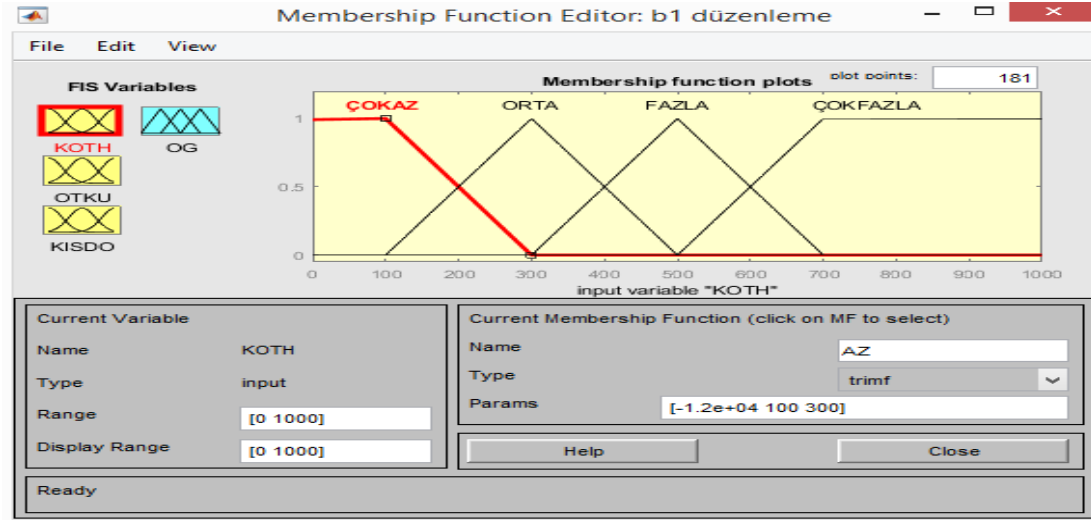 Membership Function Editor: b1 düzenleme
File Edit View
FIS Variables
KOTH
OG
OTKU
KISDO
Membership function plots
plot points:
181
ÇOKAZ ORTA FAZLA ÇOKFAZLA
1
0.5
0
0 100 200 300 400 500 600 700 800 900 1000
input variable "KOTH"
Current Variable
Name KOTH
Type input
Range [0 1000]
Display Range [0 1000]
Current Membership Function (click on MF to select)
Name AZ
Type trimf
Params [-1.2e+04 100 300]
Help Close
Ready